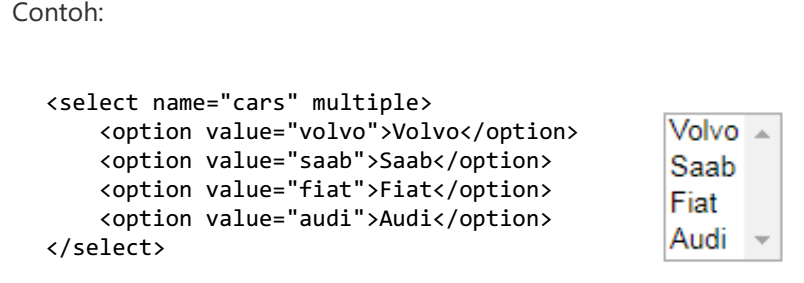 Contoh:
<select name="cars" multiple>
    <option value="volvo">Volvo</option>
    <option value="saab">Saab</option>
    <option value="fiat">Fiat</option>
    <option value="audi">Audi</option>
</select>
Volvo
Saab
Fiat
Audi